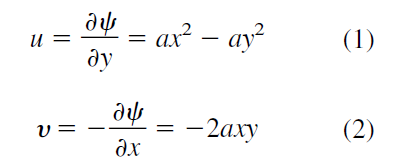 u = ∂ψ/∂y = ax² − ay² (1)
υ = −∂ψ/∂x = −2axy (2)